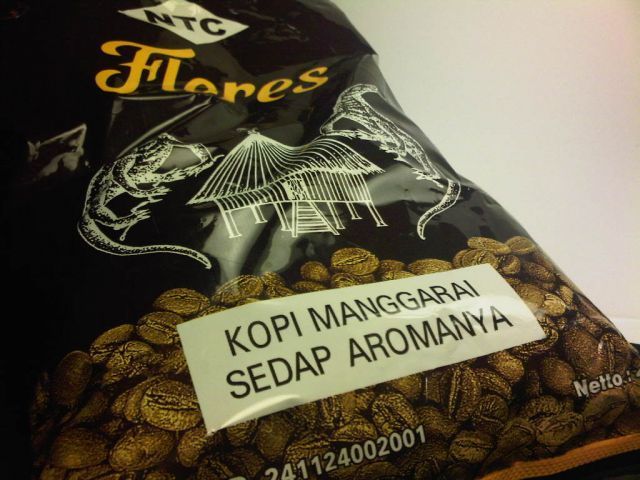 NTC
Flores
KOPI MANGGARAI
SEDAP AROMANYA
Netto :
241124002001